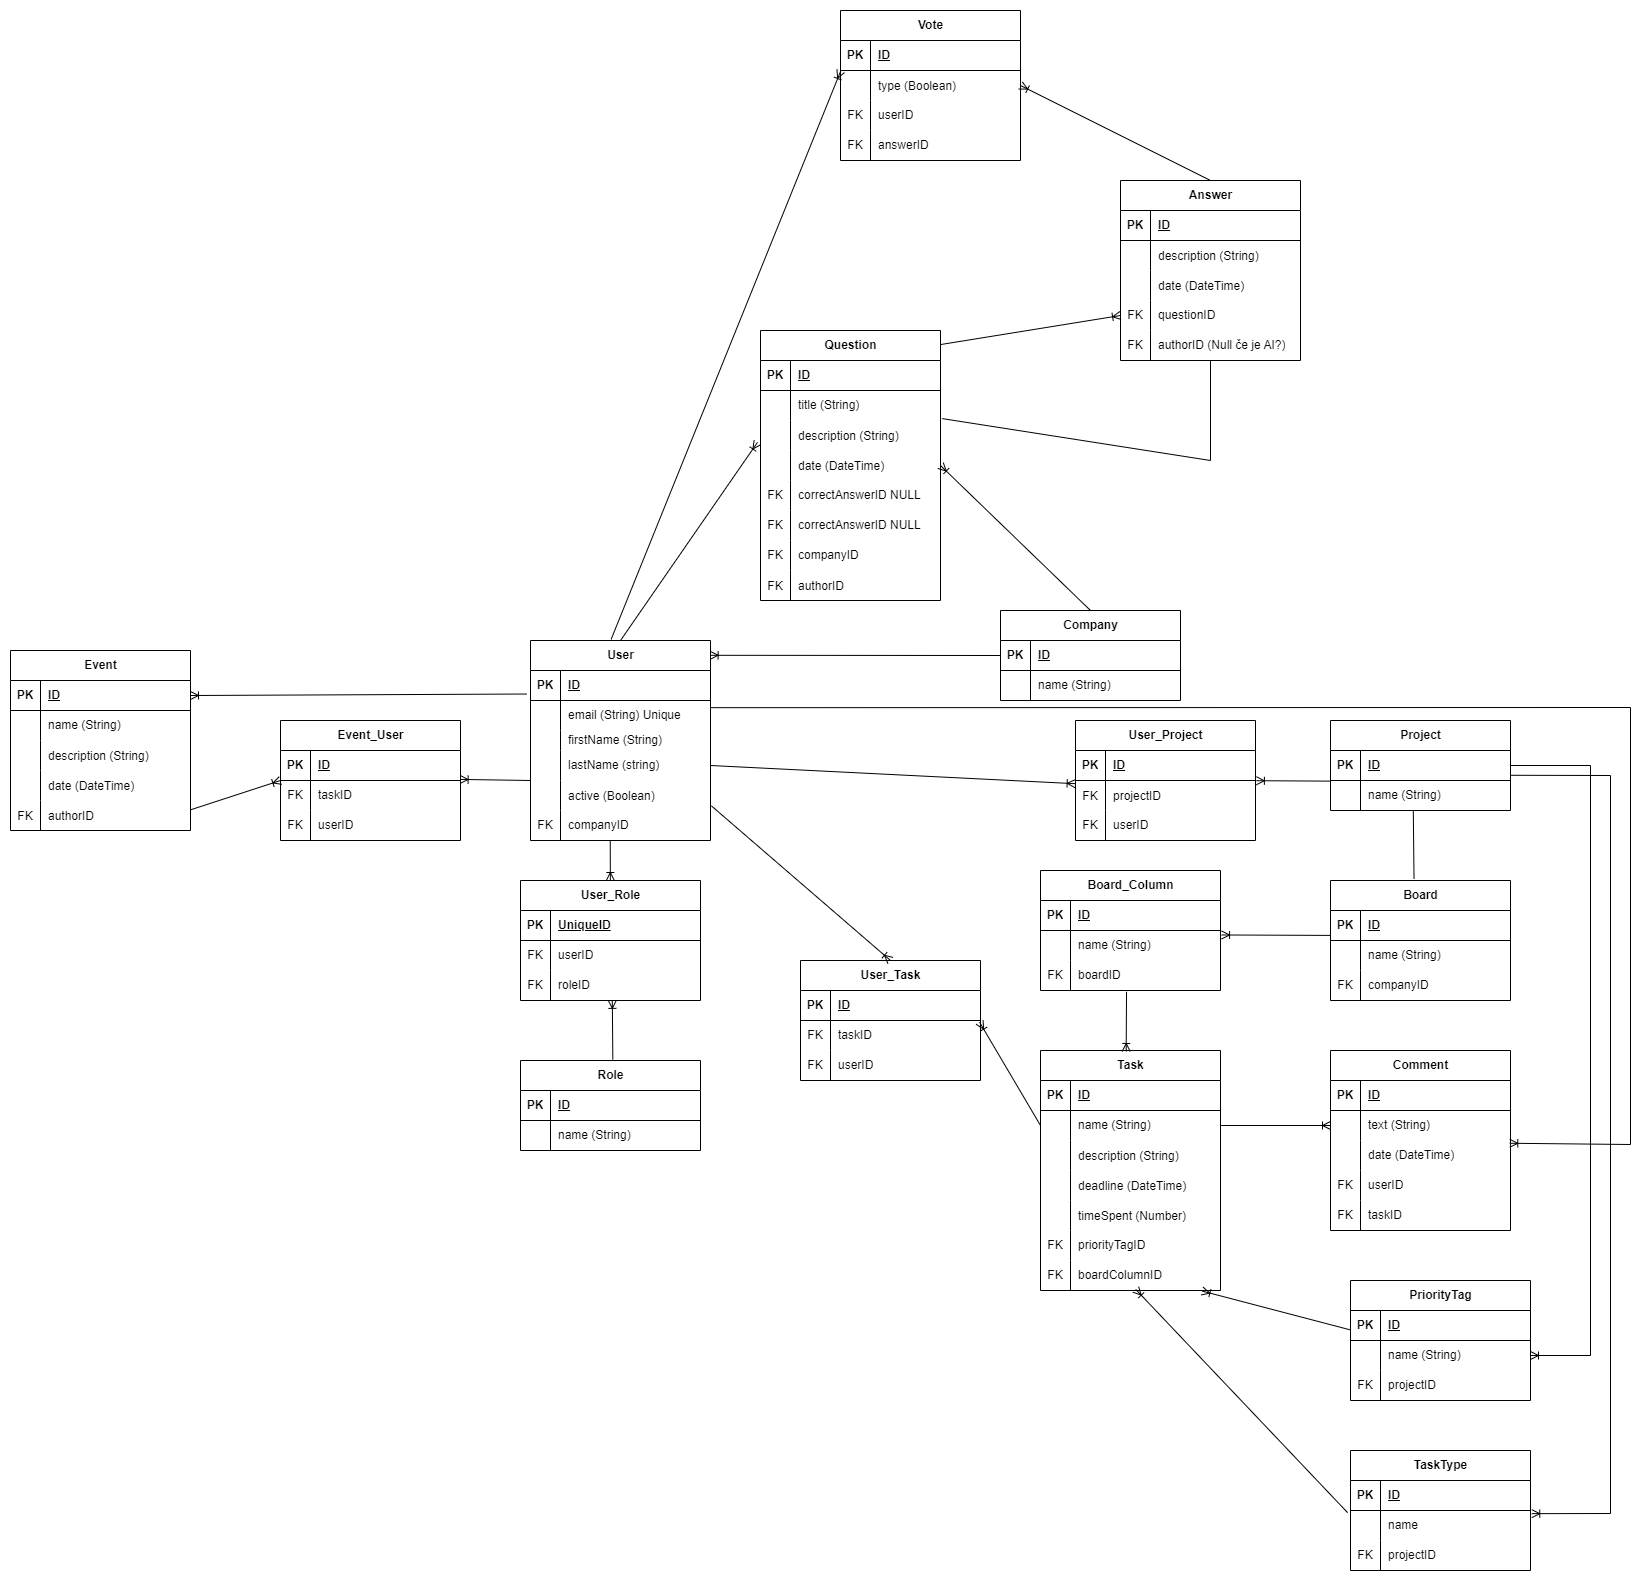 Vote
PK ID
type (Boolean)
FK userID
FK answerID
Answer
PK ID
description (String)
date (DateTime)
FK questionID
FK authorID (Null če je AI?)
Question
PK ID
title (String)
description (String)
date (DateTime)
FK correctAnswerID NULL
FK correctAnswerID NULL
FK companyID
FK authorID
Company
PK ID
name (String)
Event
PK ID
name (String)
description (String)
date (DateTime)
FK authorID
Event_User
PK ID
FK taskID
FK userID
User
PK ID
email (String) Unique
firstName (String)
lastName (string)
active (Boolean)
FK companyID
User_Project
PK ID
FK projectID
FK userID
Project
PK ID
name (String)
User_Role
PK UniqueID
FK userID
FK roleID
Board_Column
PK ID
name (String)
FK boardID
Board
PK ID
name (String)
FK companyID
User_Task
PK ID
FK taskID
FK userID
Role
PK ID
name (String)
Task
PK ID
name (String)
description (String)
deadline (DateTime)
timeSpent (Number)
FK priorityTagID
FK boardColumnID
Comment
PK ID
text (String)
date (DateTime)
FK userID
FK taskID
PriorityTag
PK ID
name (String)
FK projectID
TaskType
PK ID
name
FK projectID